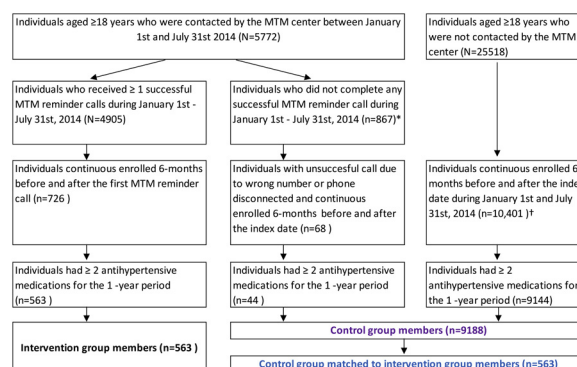 Individuals aged ≥18 years who were contacted by the MTM center between January
1st and July 31st 2014 (N=5772)
Individuals aged ≥18 years who
were not contacted by the MTM
center (N=25518)
Individuals who received ≥ 1 successful
MTM reminder calls during January 1st -
July 31st, 2014 (N=4905)
Individuals who did not complete any
successful MTM reminder call during
January 1st - July 31st, 2014 (n=867)*
Individuals continuous enrolled 6-months
before and after the first MTM reminder
call (n=726 )
Individuals with unsuccesful call due
to wrong number or phone
disconnected and continuous
enrolled 6-months before and after
the index date (n=68 )
Individuals continuous enrolled 6
months before and after the inde
date during January 1st and July
31st, 2014 (n=10,401 )†
Individuals had ≥ 2 antihypertensive
medications for the 1 -year period
(n=563 )
Individuals had ≥ 2 antihypertensive
medications for the 1 -year period
(n=44 )
Individuals had ≥ 2
antihypertensive medications for
the 1 -year period (n=9144)
Intervention group members (n=563 )
Control group members (n=9188)
Control group matched to intervention group members (n=563)